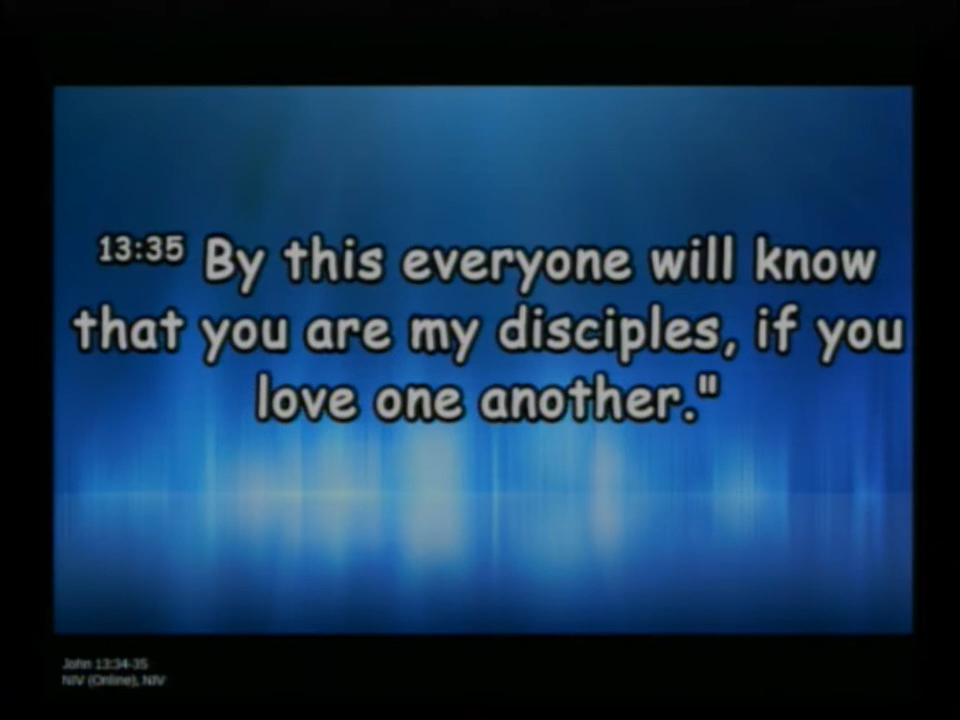 13:35 By this everyone will know
that you are my disciples, if you
love one another."
John 13:34-35
NIV (Online), NIV